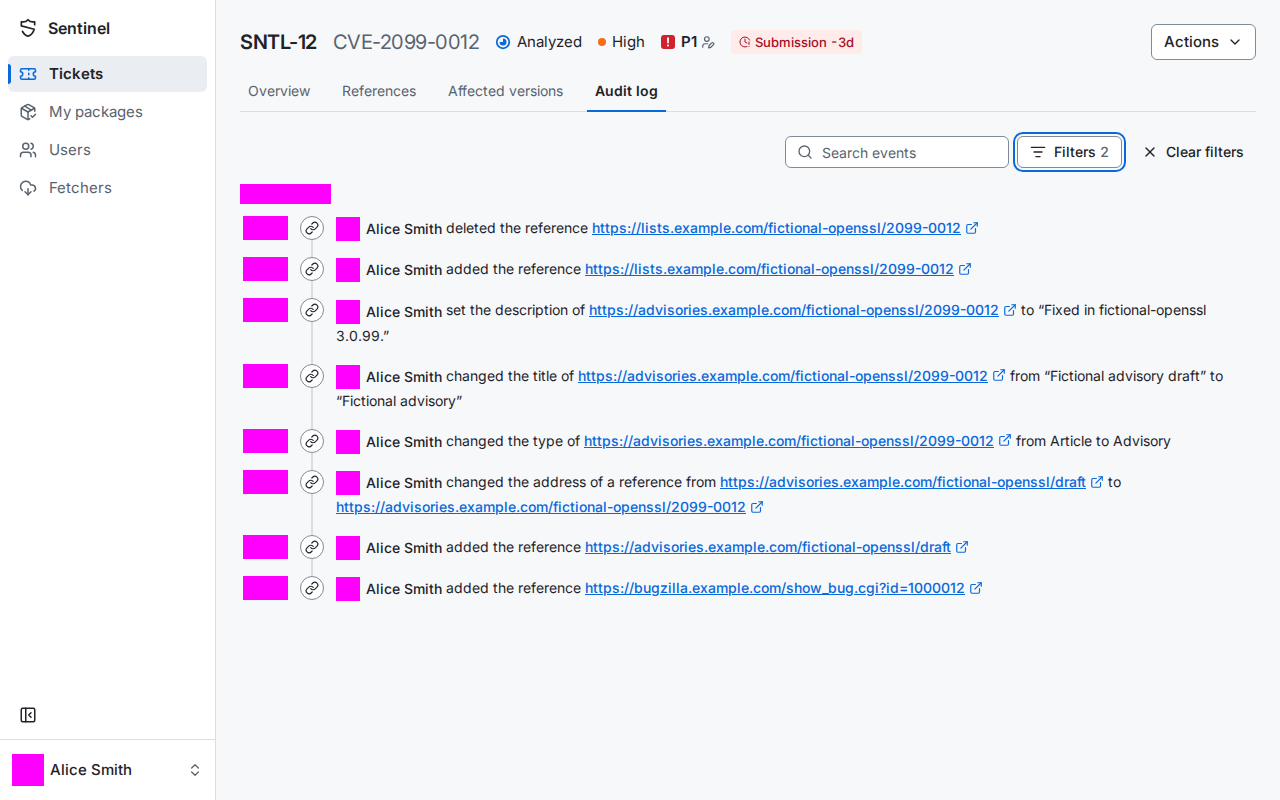 Sentinel
Tickets
My packages
Users
Fetchers
Alice Smith
SNTL-12 CVE-2099-0012 Analyzed High P1 Submission -3d
Actions
Overview References Affected versions Audit log
Search events Filters 2 Clear filters
Alice Smith deleted the reference https://lists.example.com/fictional-openssl/2099-0012
Alice Smith added the reference https://lists.example.com/fictional-openssl/2099-0012
Alice Smith set the description of https://advisories.example.com/fictional-openssl/2099-0012 to “Fixed in fictional-openssl
3.0.99.”
Alice Smith changed the title of https://advisories.example.com/fictional-openssl/2099-0012 from “Fictional advisory draft” to
“Fictional advisory”
Alice Smith changed the type of https://advisories.example.com/fictional-openssl/2099-0012 from Article to Advisory
Alice Smith changed the address of a reference from https://advisories.example.com/fictional-openssl/draft to
https://advisories.example.com/fictional-openssl/2099-0012
Alice Smith added the reference https://advisories.example.com/fictional-openssl/draft
Alice Smith added the reference https://bugzilla.example.com/show_bug.cgi?id=1000012